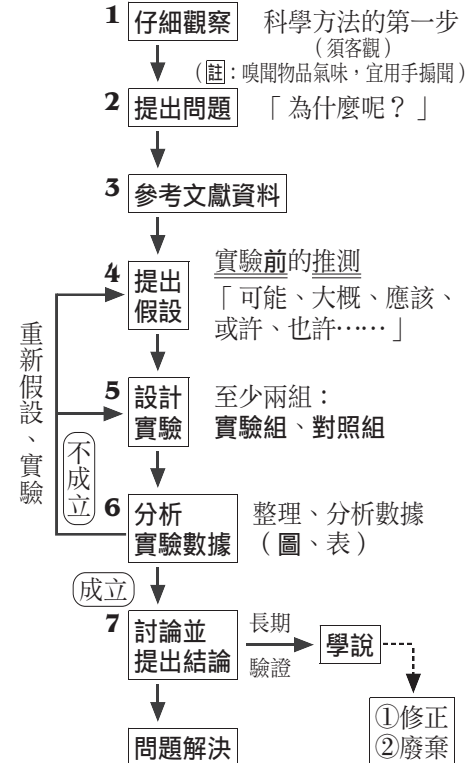 1 仔細觀察 科學方法的第一步
（須客觀）
（註：嗅聞物品氣味，宜用手搧聞）
2 提出問題 「為什麼呢？」
3 參考文獻資料
4 提出
假設
實驗前的推測
「可能、大概、應該、
或許、也許……」
重新假設、實驗
不成立
5 設計
實驗
至少兩組：
實驗組、對照組
6 分析
實驗數據
整理、分析數據
（圖、表）
成立
7 討論並
提出結論
長期
驗證
學說
①修正
②廢棄
問題解決